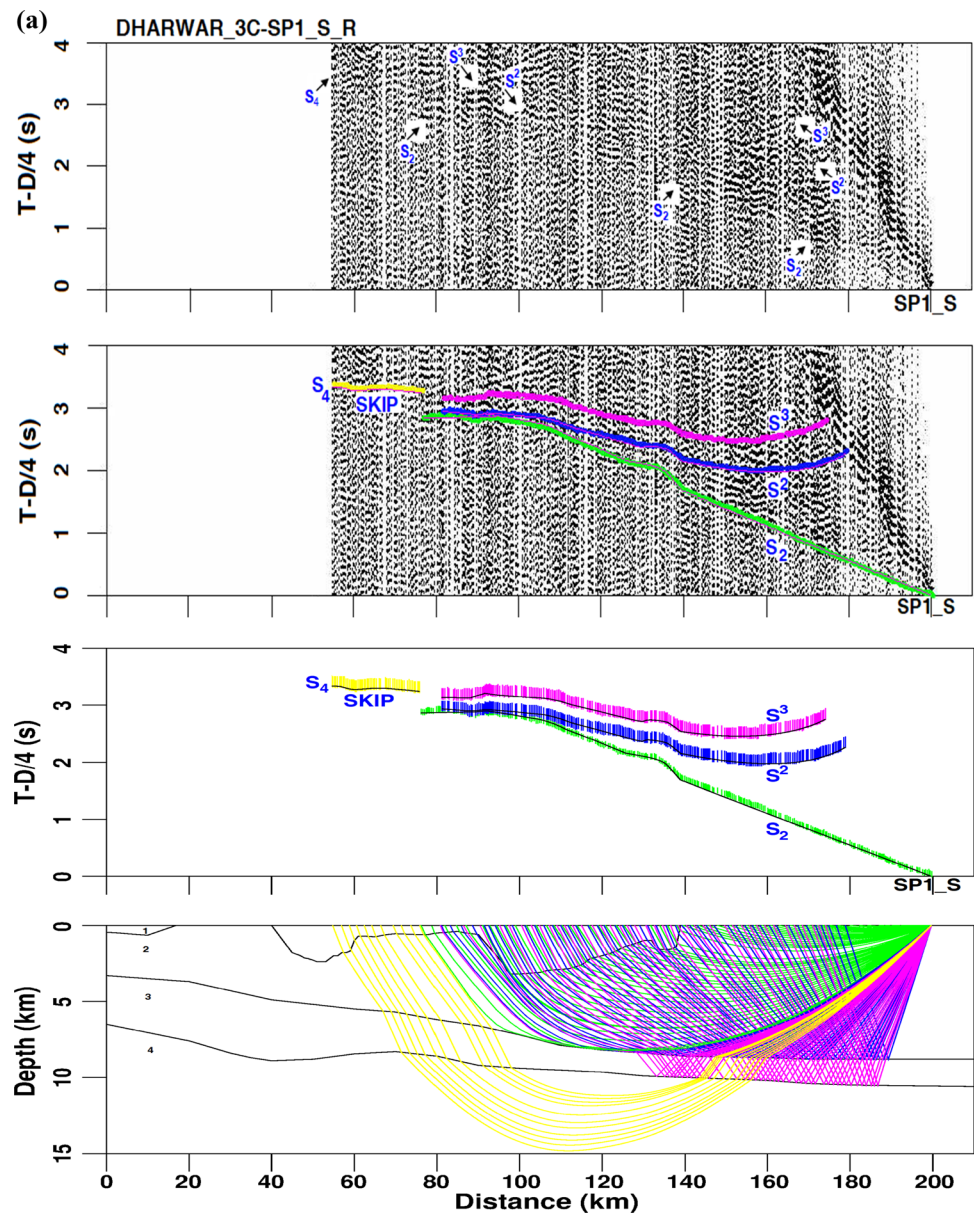 (a)
DHARWAR_3C-SP1_S_R
4
3
2
1
0
T-D/4 (s)
S4
S2
S³
S²
S2
S³
S²
S2
SP1_S
4
3
2
1
0
T-D/4 (s)
S4
SKIP
S³
S²
S2
SP1_S
4
3
2
1
0
T-D/4 (s)
S4
SKIP
S³
S²
S2
SP1_S
0
5
10
15
Depth (km)
1
2
3
4
0 20 40 60 80 100 120 140 160 180 200
Distance (km)